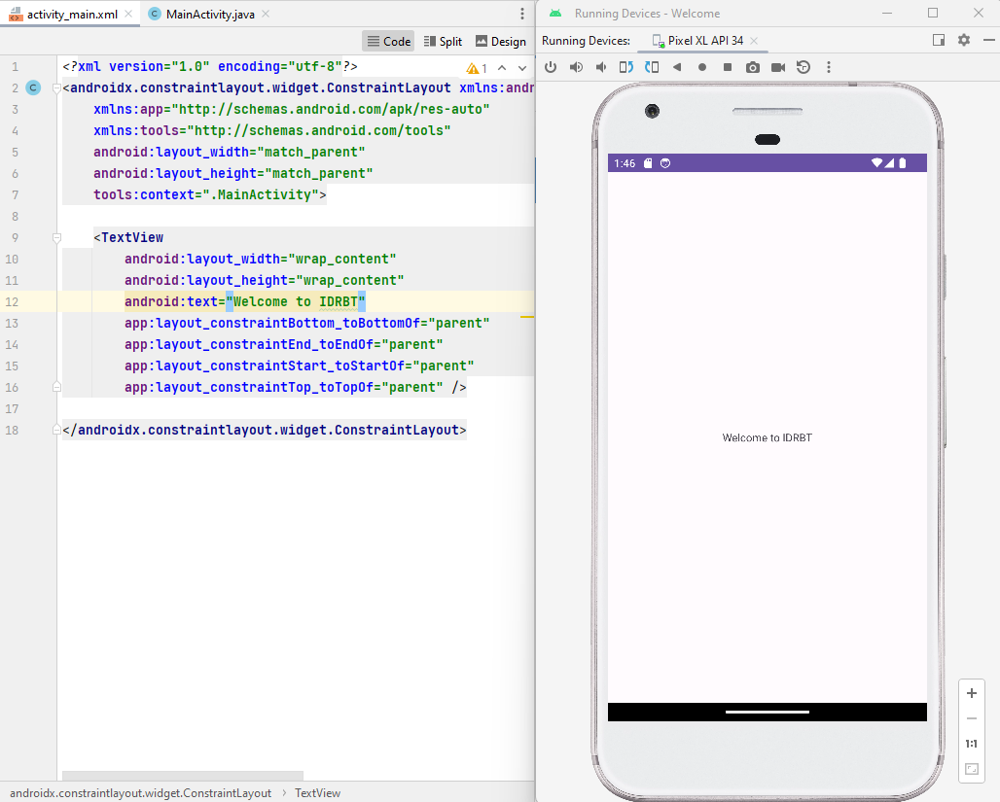 activity_main.xml
MainActivity.java
Code
Split
Design
1
1 <?xml version="1.0" encoding="utf-8"?>
2 <androidx.constraintlayout.widget.ConstraintLayout xmlns:andr
3 xmlns:app="http://schemas.android.com/apk/res-auto"
4 xmlns:tools="http://schemas.android.com/tools"
5 android:layout_width="match_parent"
6 android:layout_height="match_parent"
7 tools:context=".MainActivity">
8
9 <TextView
10 android:layout_width="wrap_content"
11 android:layout_height="wrap_content"
12 android:text="Welcome to IDRBT"
13 app:layout_constraintBottom_toBottomOf="parent"
14 app:layout_constraintEnd_toEndOf="parent"
15 app:layout_constraintStart_toStartOf="parent"
16 app:layout_constraintTop_toTopOf="parent" />
17
18 </androidx.constraintlayout.widget.ConstraintLayout>
androidx.constraintlayout.widget.ConstraintLayout > TextView
Running Devices - Welcome
Running Devices:
Pixel XL API 34
1:46
Welcome to IDRBT
1:1